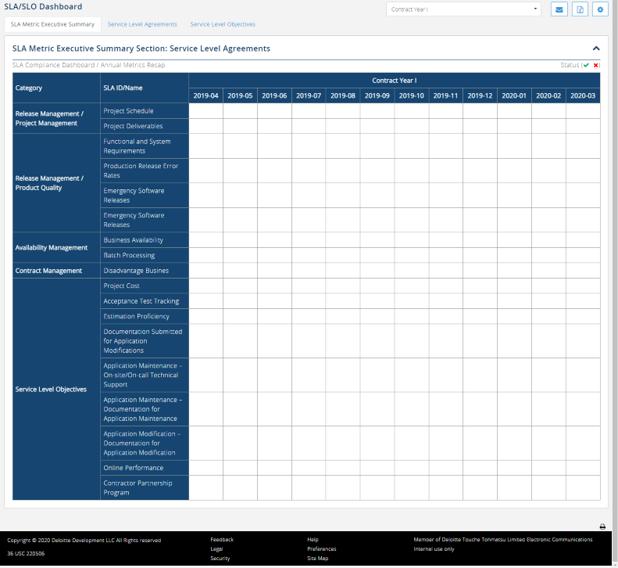 SLA/SLO Dashboard
Contract Year I
SLA Metric Executive Summary
Service Level Agreements
Service Level Objectives
SLA Metric Executive Summary Section: Service Level Agreements
SLA Compliance Dashboard / Annual Metrics Recap
Status (✔ ✖)
Category
SLA ID/Name
Contract Year I
2019-04 2019-05 2019-06 2019-07 2019-08 2019-09 2019-10 2019-11 2019-12 2020-01 2020-02 2020-03
Release Management /
Project Management
Project Schedule
Project Deliverables
Release Management /
Product Quality
Functional and System
Requirements
Production Release Error
Rates
Emergency Software
Releases
Emergency Software
Releases
Availability Management
Business Availability
Batch Processing
Contract Management
Disadvantage Busines
Service Level Objectives
Project Cost
Acceptance Test Tracking
Estimation Proficiency
Documentation Submitted
for Application
Modifications
Application Maintenance –
On-site/On-call Technical
Support
Application Maintenance –
Documentation for
Application Maintenance
Application Modification –
Documentation for
Application Modification
Online Performance
Contractor Partnership
Program
Copyright © 2020 Deloitte Development LLC All Rights reserved
36 USC 220506
Feedback
Legal
Security
Help
Preferences
Site Map
Member of Deloitte Touche Tohmatsu Limited Electronic Communications
Internal use only